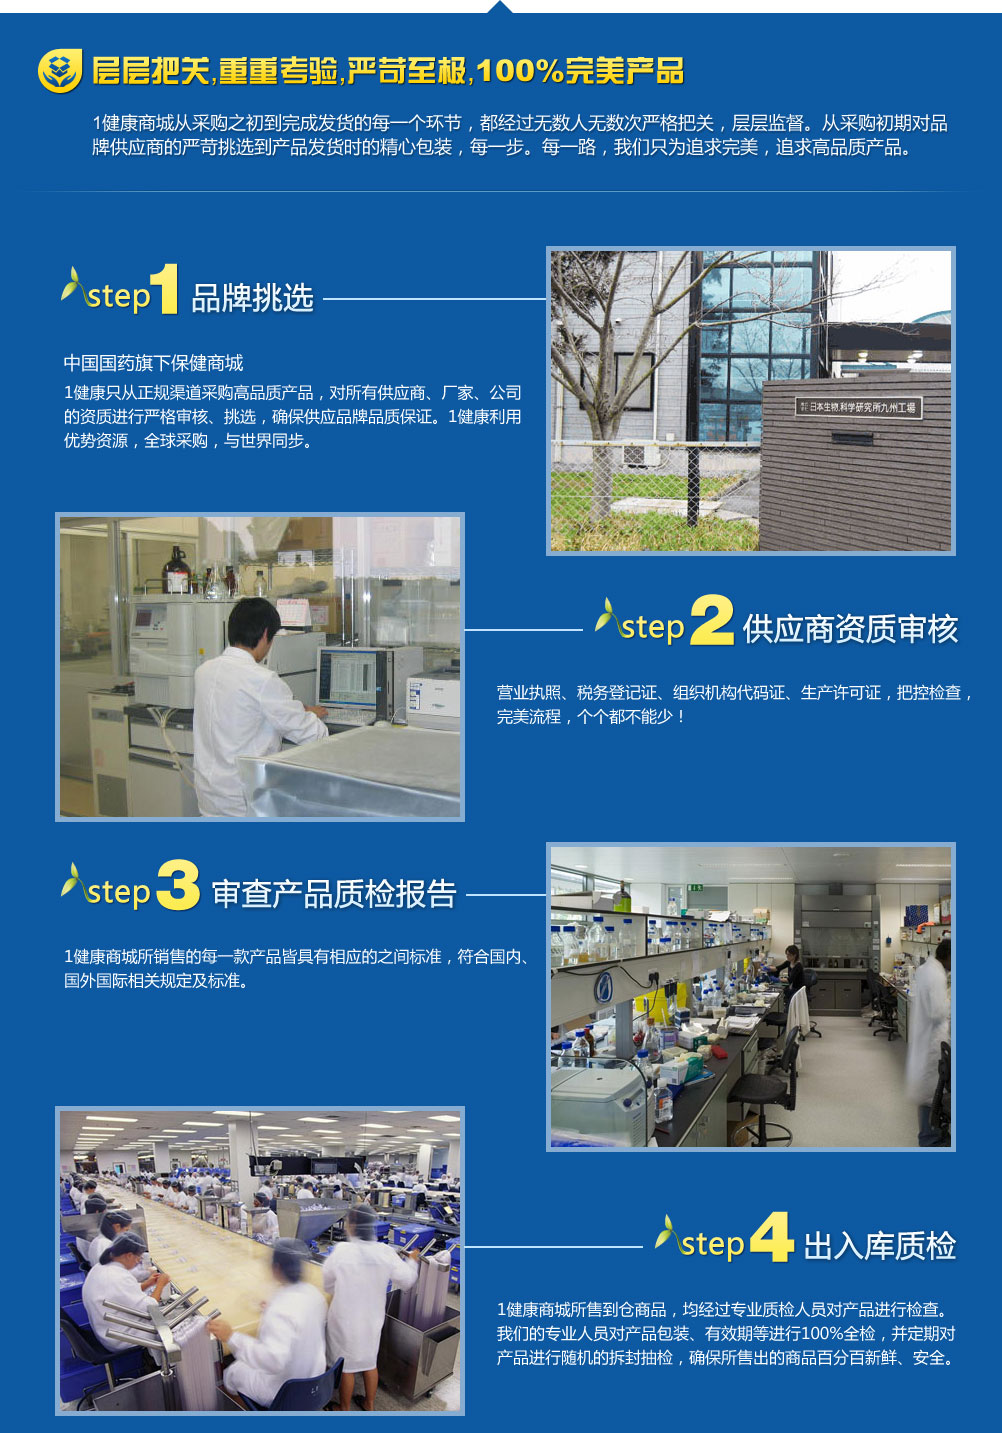 层层把关,重重考验,严苛至极,100%完美产品
1健康商城从采购之初到完成发货的每一个环节，都经过无数人无数次严格把关，层层监督。从采购初期对品
牌供应商的严苛挑选到产品发货时的精心包装，每一步。每一路，我们只为追求完美，追求高品质产品。
step1 品牌挑选
中国国药旗下保健商城
1健康只从正规渠道采购高品质产品，对所有供应商、厂家、公司
的资质进行严格审核、挑选，确保供应品牌品质保证。1健康利用
优势资源，全球采购，与世界同步。
日本生物.科学研究所九州工場
step2 供应商资质审核
营业执照、税务登记证、组织机构代码证、生产许可证，把控检查，
完美流程，个个都不能少！
step3 审查产品质检报告
1健康商城所销售的每一款产品皆具有相应的之间标准，符合国内、
国外国际相关规定及标准。
step4 出入库质检
1健康商城所售到仓商品，均经过专业质检人员对产品进行检查。
我们的专业人员对产品包装、有效期等进行100%全检，并定期对
产品进行随机的拆封抽检，确保所售出的商品百分百新鲜、安全。